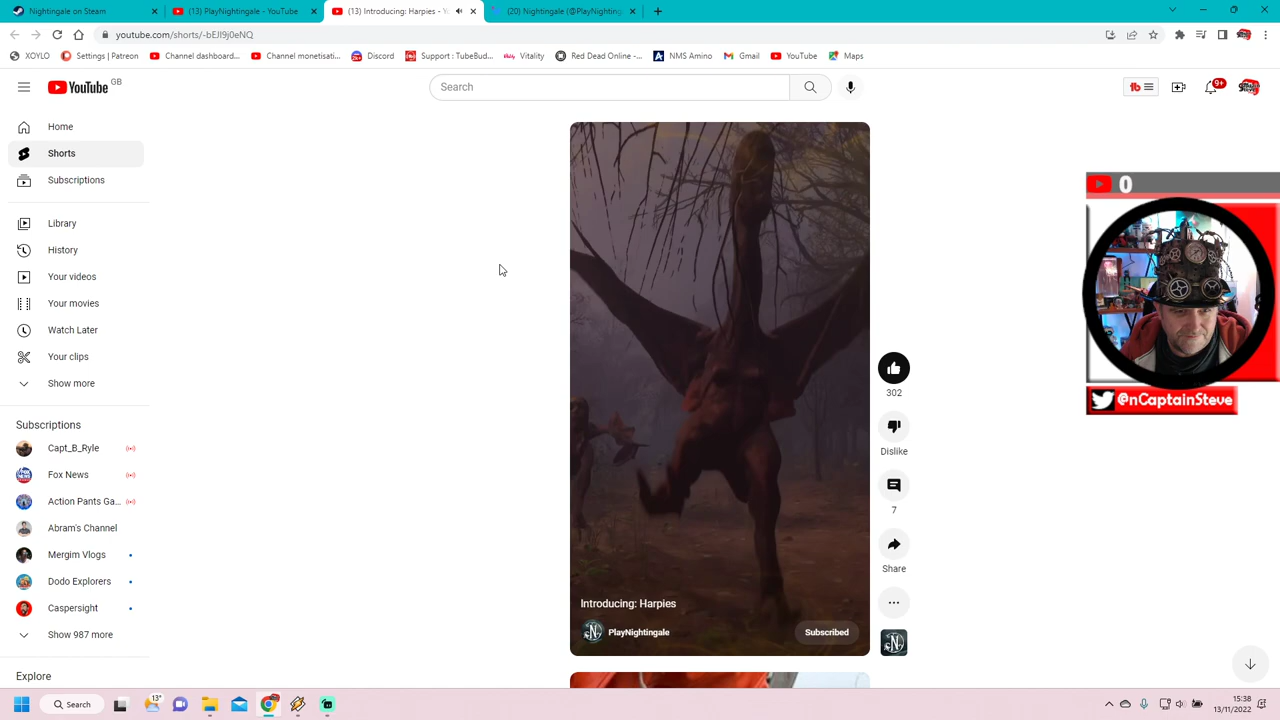 Nightingale on Steam
(13) PlayNightingale - YouTube
(13) Introducing: Harpies - Y
(20) Nightingale (@PlayNighting
youtube.com/shorts/-bEJI9j0eNQ
XOYLO
Settings | Patreon
Channel dashboard...
Channel monetisati...
Discord
Support : TubeBud...
Vitality
Red Dead Online -...
NMS Amino
Gmail
YouTube
Maps
YouTube GB
Search
9+
Home
Shorts
Subscriptions
Library
History
Your videos
Your movies
Watch Later
Your clips
Show more
Subscriptions
Capt_B_Ryle
Fox News
Action Pants Ga...
Abram's Channel
Mergim Vlogs
Dodo Explorers
Caspersight
Show 987 more
Explore
0
@nCaptainSteve
302
Dislike
7
Share
Introducing: Harpies
PlayNightingale
Subscribed
Search
13°
15:38
13/11/2022